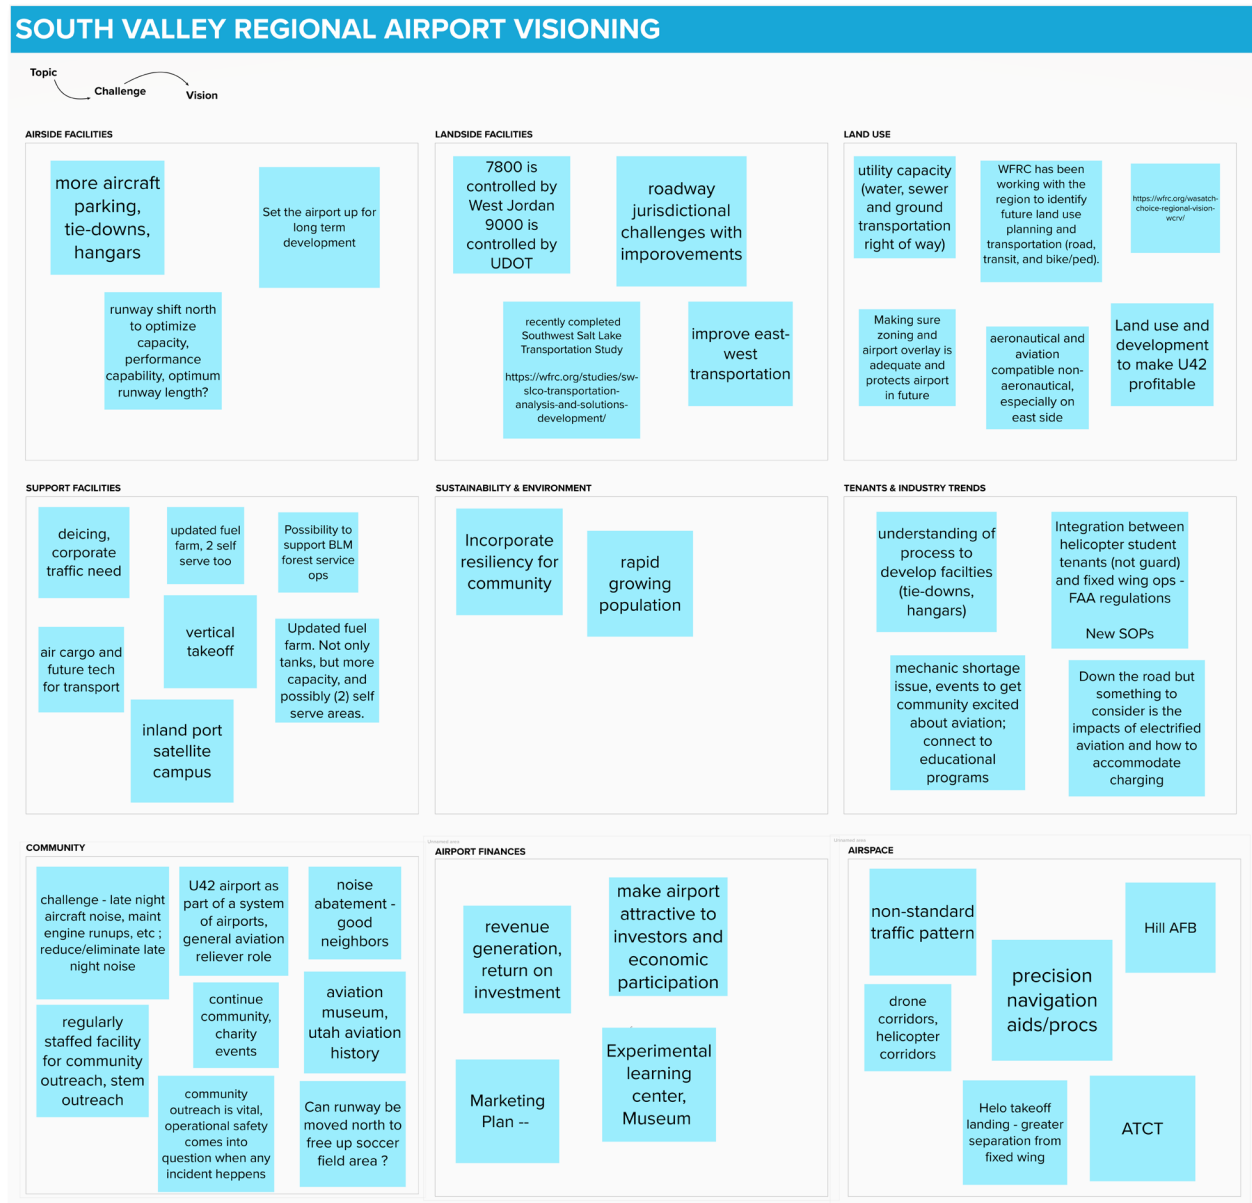 SOUTH VALLEY REGIONAL AIRPORT VISIONING
Topic
Challenge
Vision
AIRSIDE FACILITIES
more aircraft
parking,
tie-downs,
hangars
Set the airport up for
long term
development
runway shift north
to optimize
capacity,
performance
capability, optimum
runway length?
LANDSIDE FACILITIES
7800 is
controlled by
West Jordan
9000 is
controlled by
UDOT
roadway
jurisdictional
challenges with
imporovements
recently completed
Southwest Salt Lake
Transportation Study
https://wfrc.org/studies/sw-
slco-transportation-
analysis-and-solutions-
development/
improve east-
west
transportation
LAND USE
utility capacity
(water, sewer
and ground
transportation
right of way)
WFRC has been
working with the
region to identify
future land use
planning and
transportation (road,
transit, and bike/ped).
https://wfrc.org/wasatch-
choice-regional-vision-
wcrv/
Making sure
zoning and
airport overlay is
adequate and
protects airport
in future
aeronautical and
aviation
compatible non-
aeronautical,
especially on
east side
Land use and
development
to make U42
profitable
SUPPORT FACILITIES
deicing,
corporate
traffic need
updated fuel
farm, 2 self
serve too
Possibility to
support BLM
forest service
ops
vertical
takeoff
air cargo and
future tech
for transport
Updated fuel
farm. Not only
tanks, but more
capacity, and
possibly (2) self
serve areas.
inland port
satellite
campus
SUSTAINABILITY & ENVIRONMENT
Incorporate
resiliency for
community
rapid
growing
population
TENANTS & INDUSTRY TRENDS
understanding of
process to
develop facilties
(tie-downs,
hangars)
Integration between
helicopter student
tenants (not guard)
and fixed wing ops -
FAA regulations
New SOPs
mechanic shortage
issue, events to get
community excited
about aviation;
connect to
educational
programs
Down the road but
something to
consider is the
impacts of electrified
aviation and how to
accommodate
charging
COMMUNITY
challenge - late night
aircraft noise, maint
engine runups, etc ;
reduce/eliminate late
night noise
U42 airport as
part of a system
of airports,
general aviation
reliever role
noise
abatement -
good
neighbors
continue
community,
charity
events
aviation
museum,
utah aviation
history
regularly
staffed facility
for community
outreach, stem
outreach
community
outreach is vital,
operational safety
comes into
question when any
incident heppens
Can runway be
moved north to
free up soccer
field area ?
Unnamed area
AIRPORT FINANCES
revenue
generation,
return on
investment
make airport
attractive to
investors and
economic
participation
Marketing
Plan --
Experimental
learning
center,
Museum
Unnamed area
AIRSPACE
non-standard
traffic pattern
Hill AFB
precision
navigation
aids/procs
drone
corridors,
helicopter
corridors
Helo takeoff
landing - greater
separation from
fixed wing
ATCT